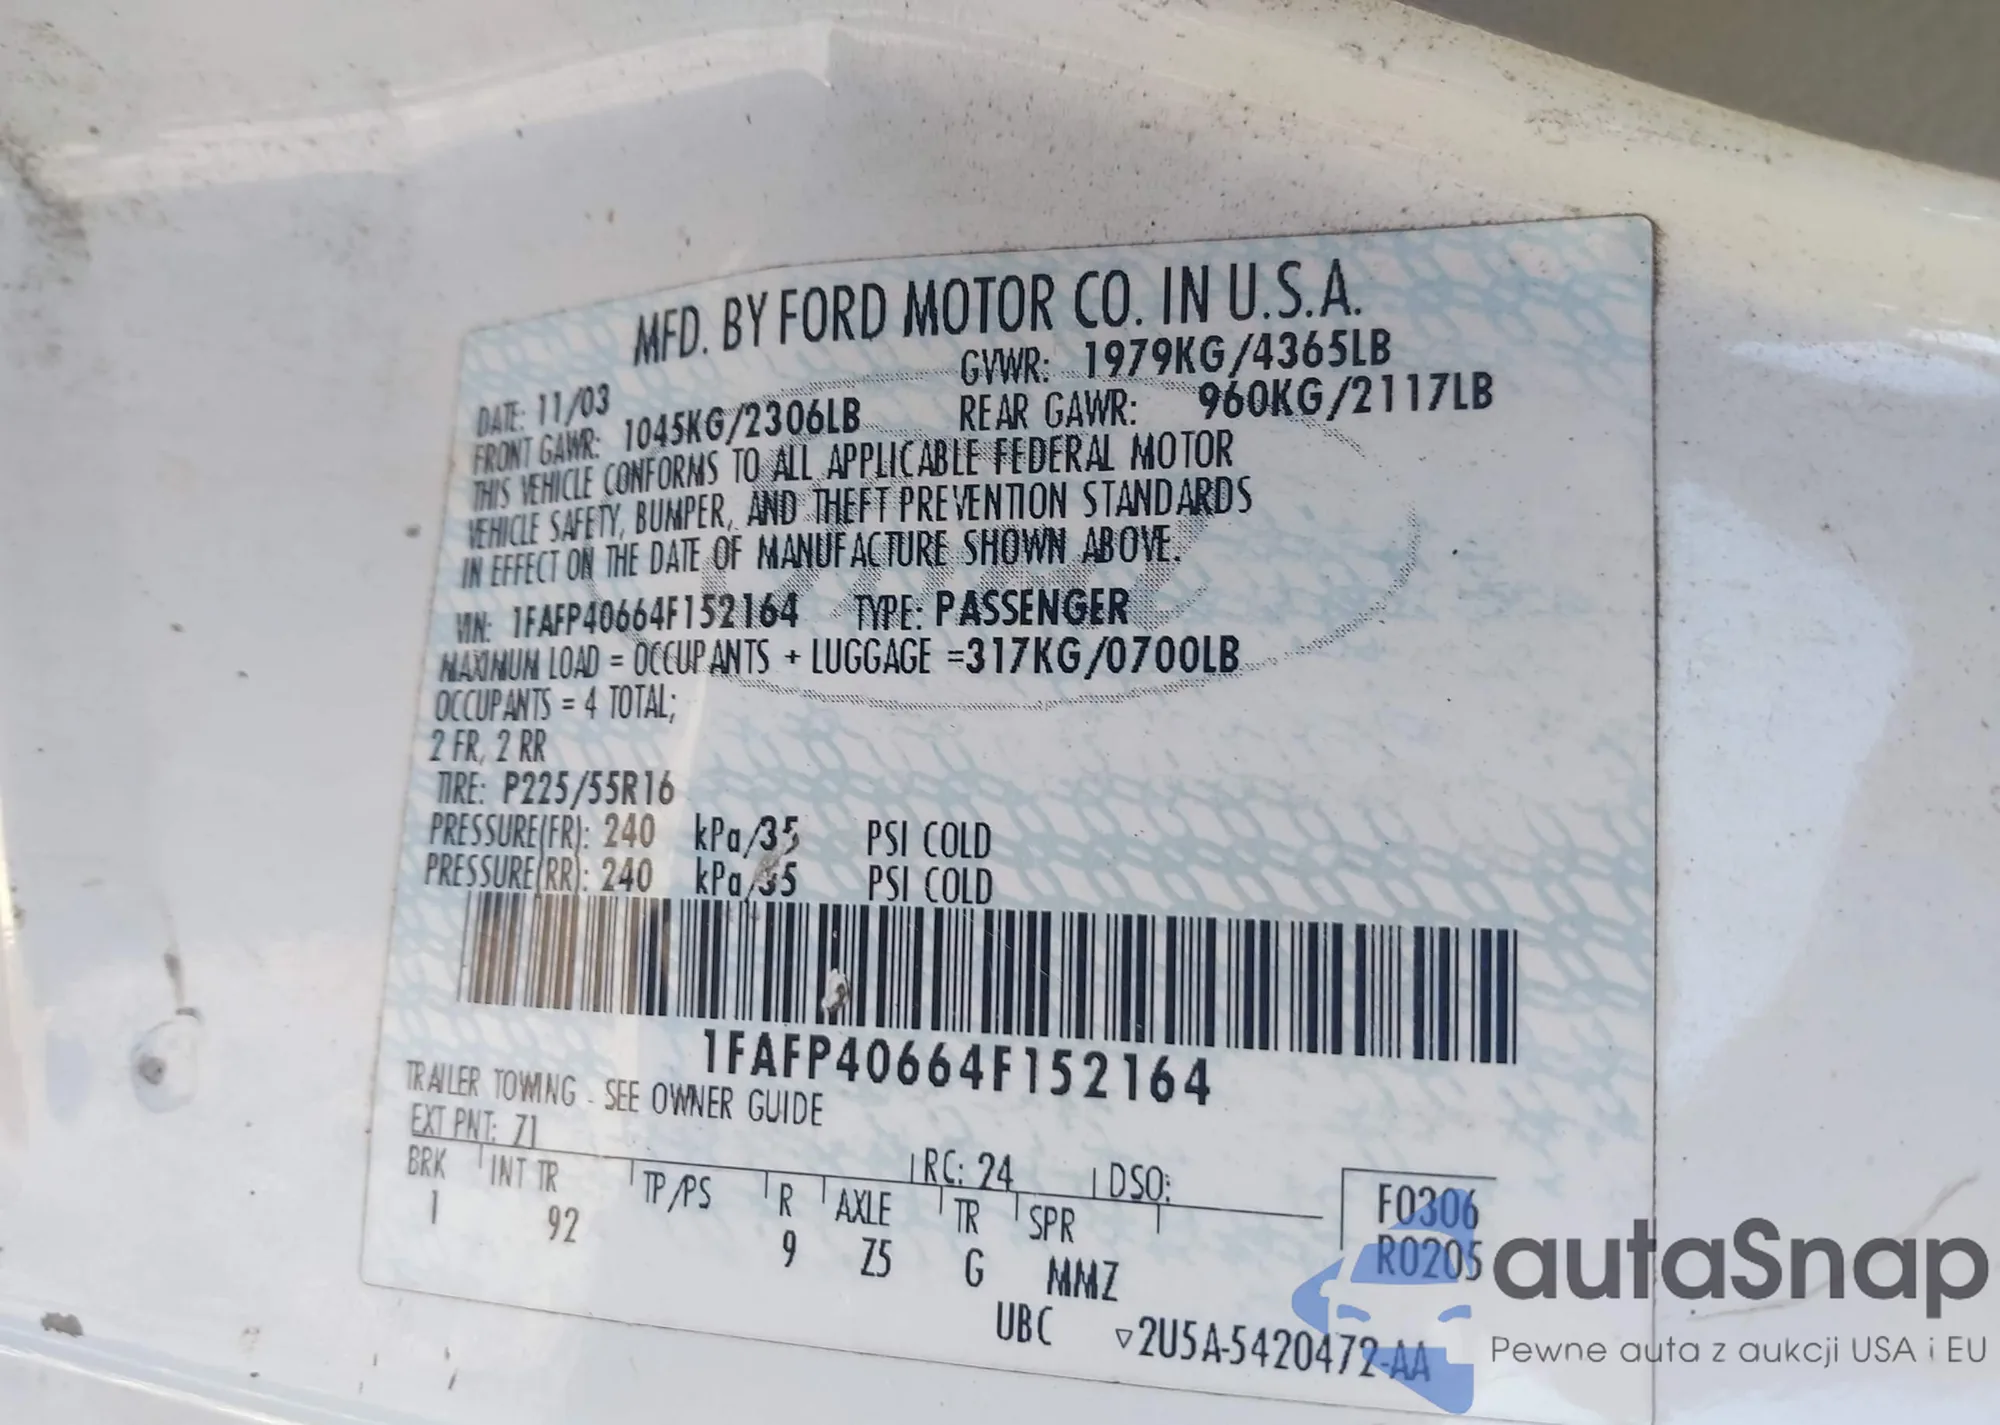 MFD. BY FORD MOTOR CO. IN U.S.A.
DATE: 11/03 GVWR: 1979KG/4365LB
FRONT GAWR: 1045KG/2306LB REAR GAWR: 960KG/2117LB
THIS VEHICLE CONFORMS TO ALL APPLICABLE FEDERAL MOTOR
VEHICLE SAFETY, BUMPER, AND THEFT PREVENTION STANDARDS
IN EFFECT ON THE DATE OF MANUFACTURE SHOWN ABOVE.
VIN: 1FAFP40664F152164 TYPE: PASSENGER
MAXIMUM LOAD = OCCUPANTS + LUGGAGE =317KG/0700LB
OCCUPANTS = 4 TOTAL;
2 FR, 2 RR
TIRE: P225/55R16
PRESSURE(FR): 240 kPa/35 PSI COLD
PRESSURE(RR): 240 kPa/35 PSI COLD
1FAFP40664F152164
TRAILER TOWING - SEE OWNER GUIDE
EXT PNT: Z1 RC: 24 DSO:
BRK INT TR TP/PS R AXLE TR SPR
1 92 9 Z5 G MMZ
F0306
R0205
UBC ▽2U5A-5420472-AA
autaSnap
Pewne auta z aukcji USA i EU